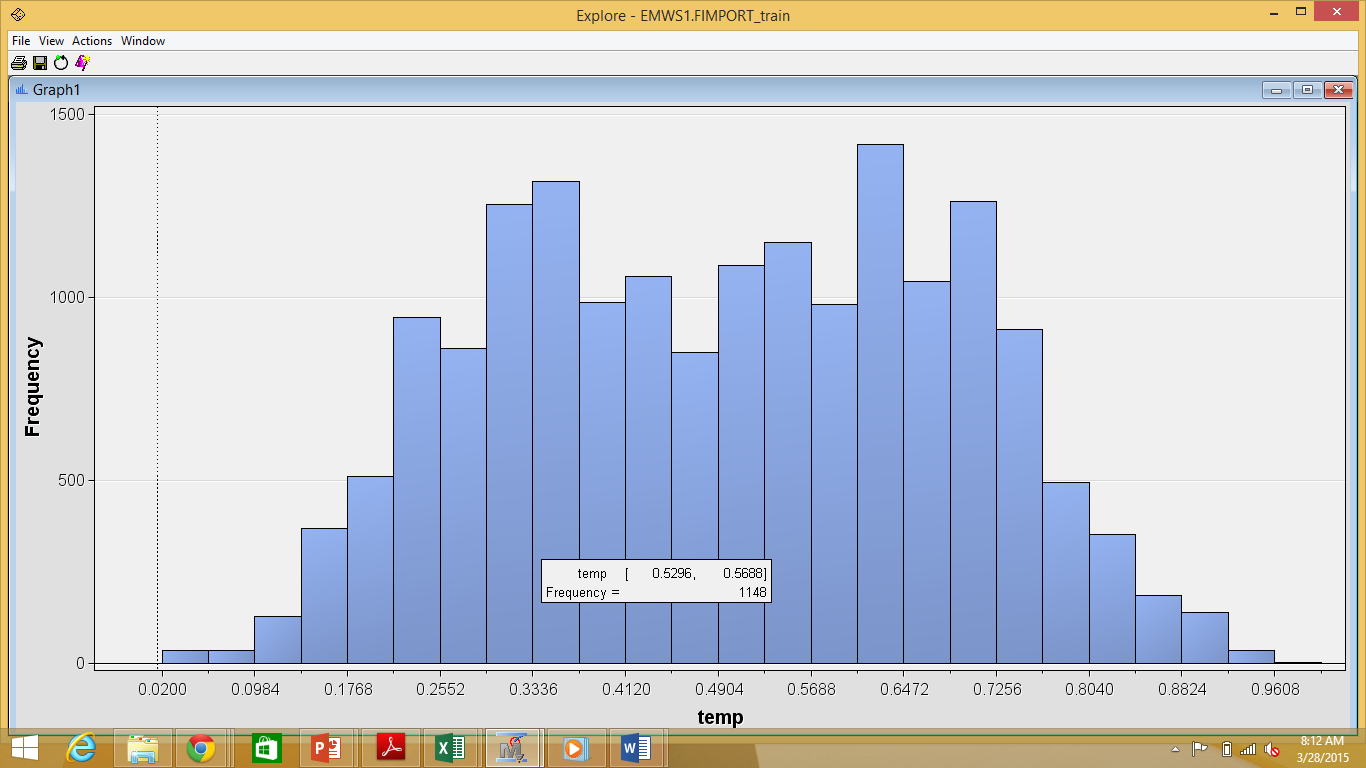 Explore - EMWS1.FIMPORT_train
File View Actions Window
Graph1
1500
1000
500
0
Frequency
temp [ 0.5296, 0.5688]
Frequency = 1148
0.0200 0.0984 0.1768 0.2552 0.3336 0.4120 0.4904 0.5688 0.6472 0.7256 0.8040 0.8824 0.9608
temp
8:12 AM
3/28/2015